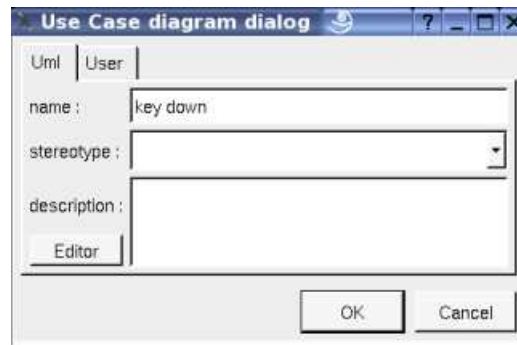 Use Case diagram dialog ? _ X
Uml User
name : key down
stereotype :
description :
Editor
OK Cancel